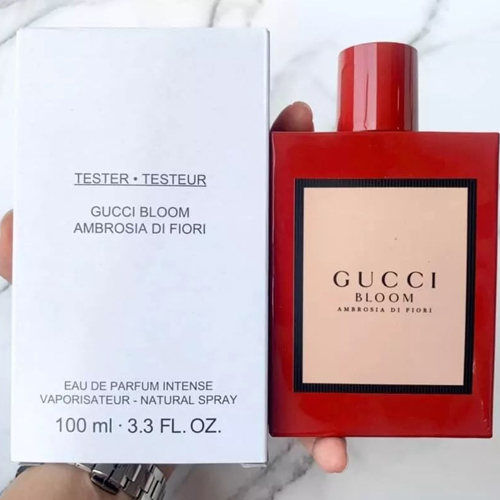 TESTER • TESTEUR
GUCCI BLOOM
AMBROSIA DI FIORI
EAU DE PARFUM INTENSE
VAPORISATEUR - NATURAL SPRAY
100 ml · 3.3 FL. OZ.
GUCCI
BLOOM
AMBROSIA DI FIORI